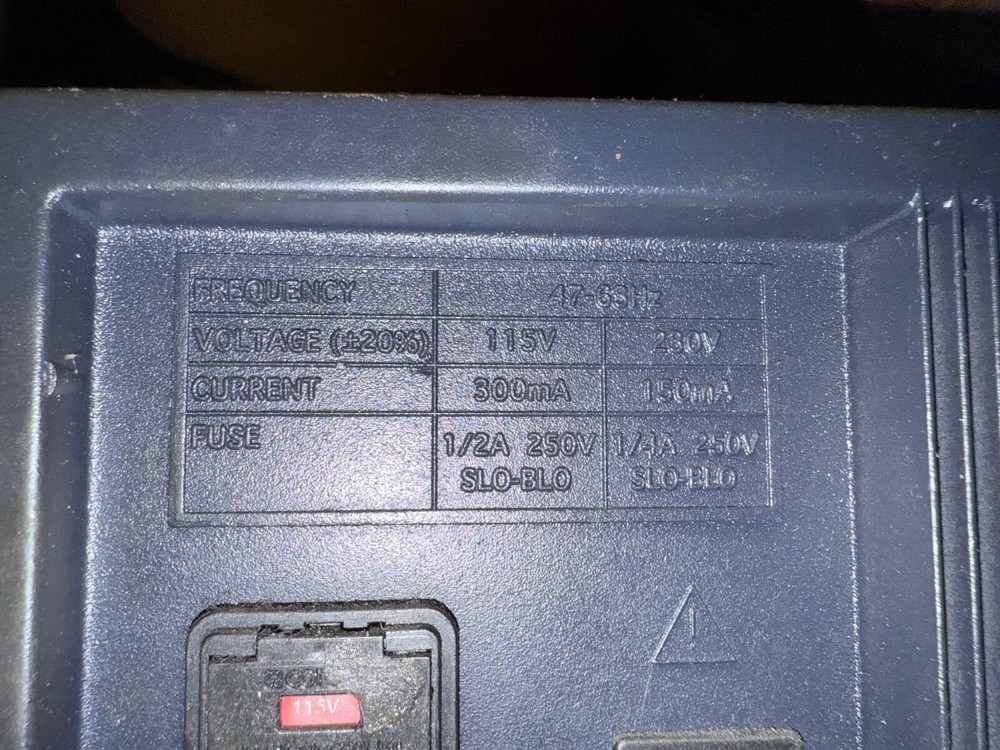 FREQUENCY 47-63Hz
VOLTAGE (±20%) 115V 230V
CURRENT 300mA 150mA
FUSE 1/2A 250V 1/4A 250V
SLO-BLO SLO-BLO
!
115V